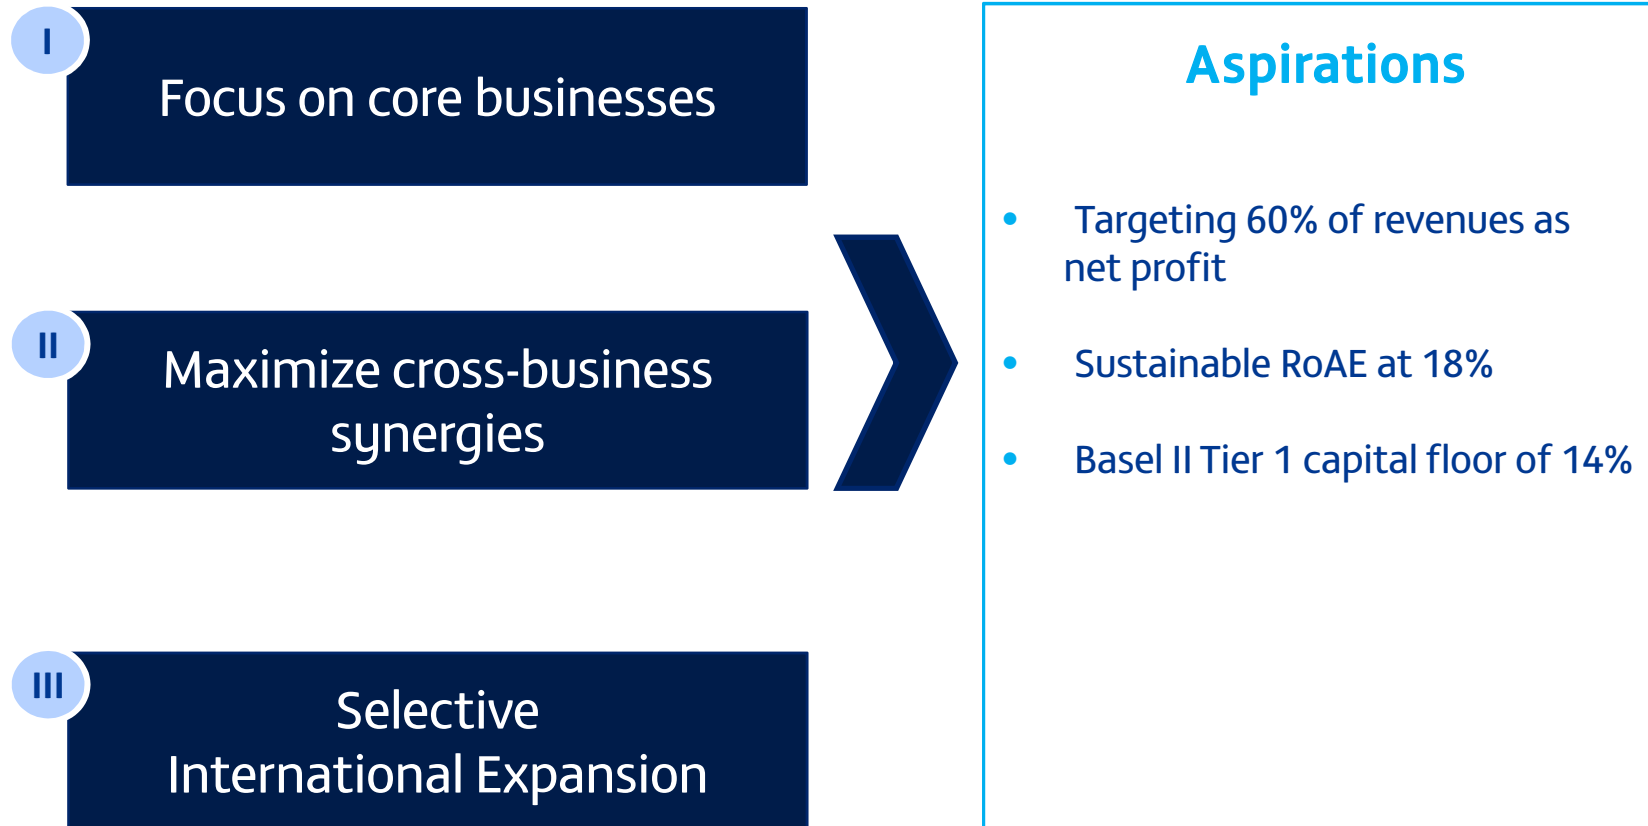 I
Focus on core businesses
II
Maximize cross-business
synergies
III
Selective
International Expansion
Aspirations
• Targeting 60% of revenues as
net profit
• Sustainable RoAE at 18%
• Basel II Tier 1 capital floor of 14%